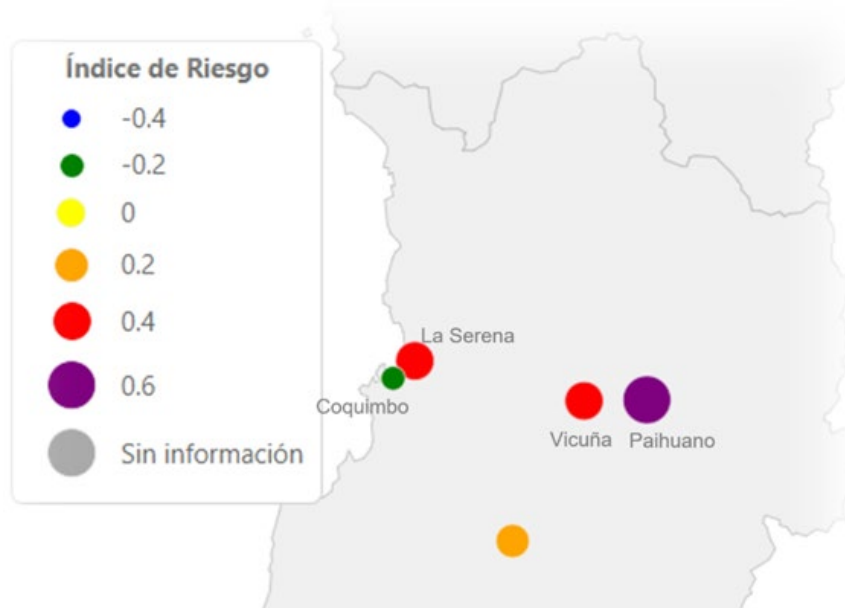 Índice de Riesgo
-0.4
-0.2
0
0.2
0.4
0.6
Sin información
La Serena
Coquimbo
Vicuña
Paihuano